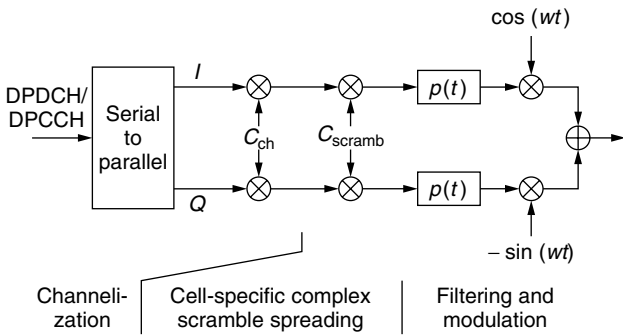 cos (wt)
I
DPDCH/
DPCCH
Serial
to
parallel
p(t)
C_ch
C_scramb
Q
p(t)
– sin (wt)
Channeli-
zation
Cell-specific complex
scramble spreading
Filtering and
modulation